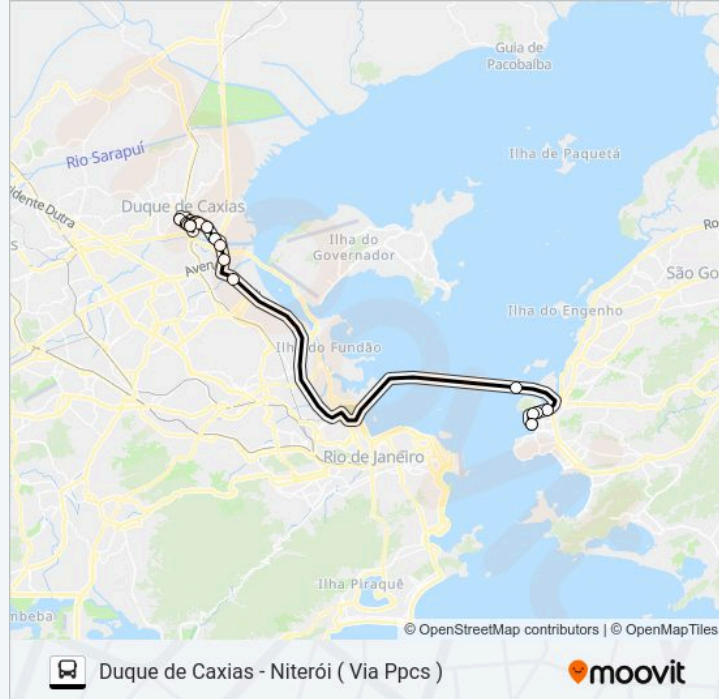 Guia de
Pacobaíba
Rio Sarapuí
Ilha de Paquetá
idente Dutra
Duque de Caxias
s
Ilha do
Governador
Aven
Ro
São Go
Ilha do Engenho
Ilha do Fundão
Rio de Janeiro
Ilha Piraquê
mbeba
© OpenStreetMap contributors | © OpenMapTiles
Duque de Caxias - Niterói ( Via Ppcs )
moovit